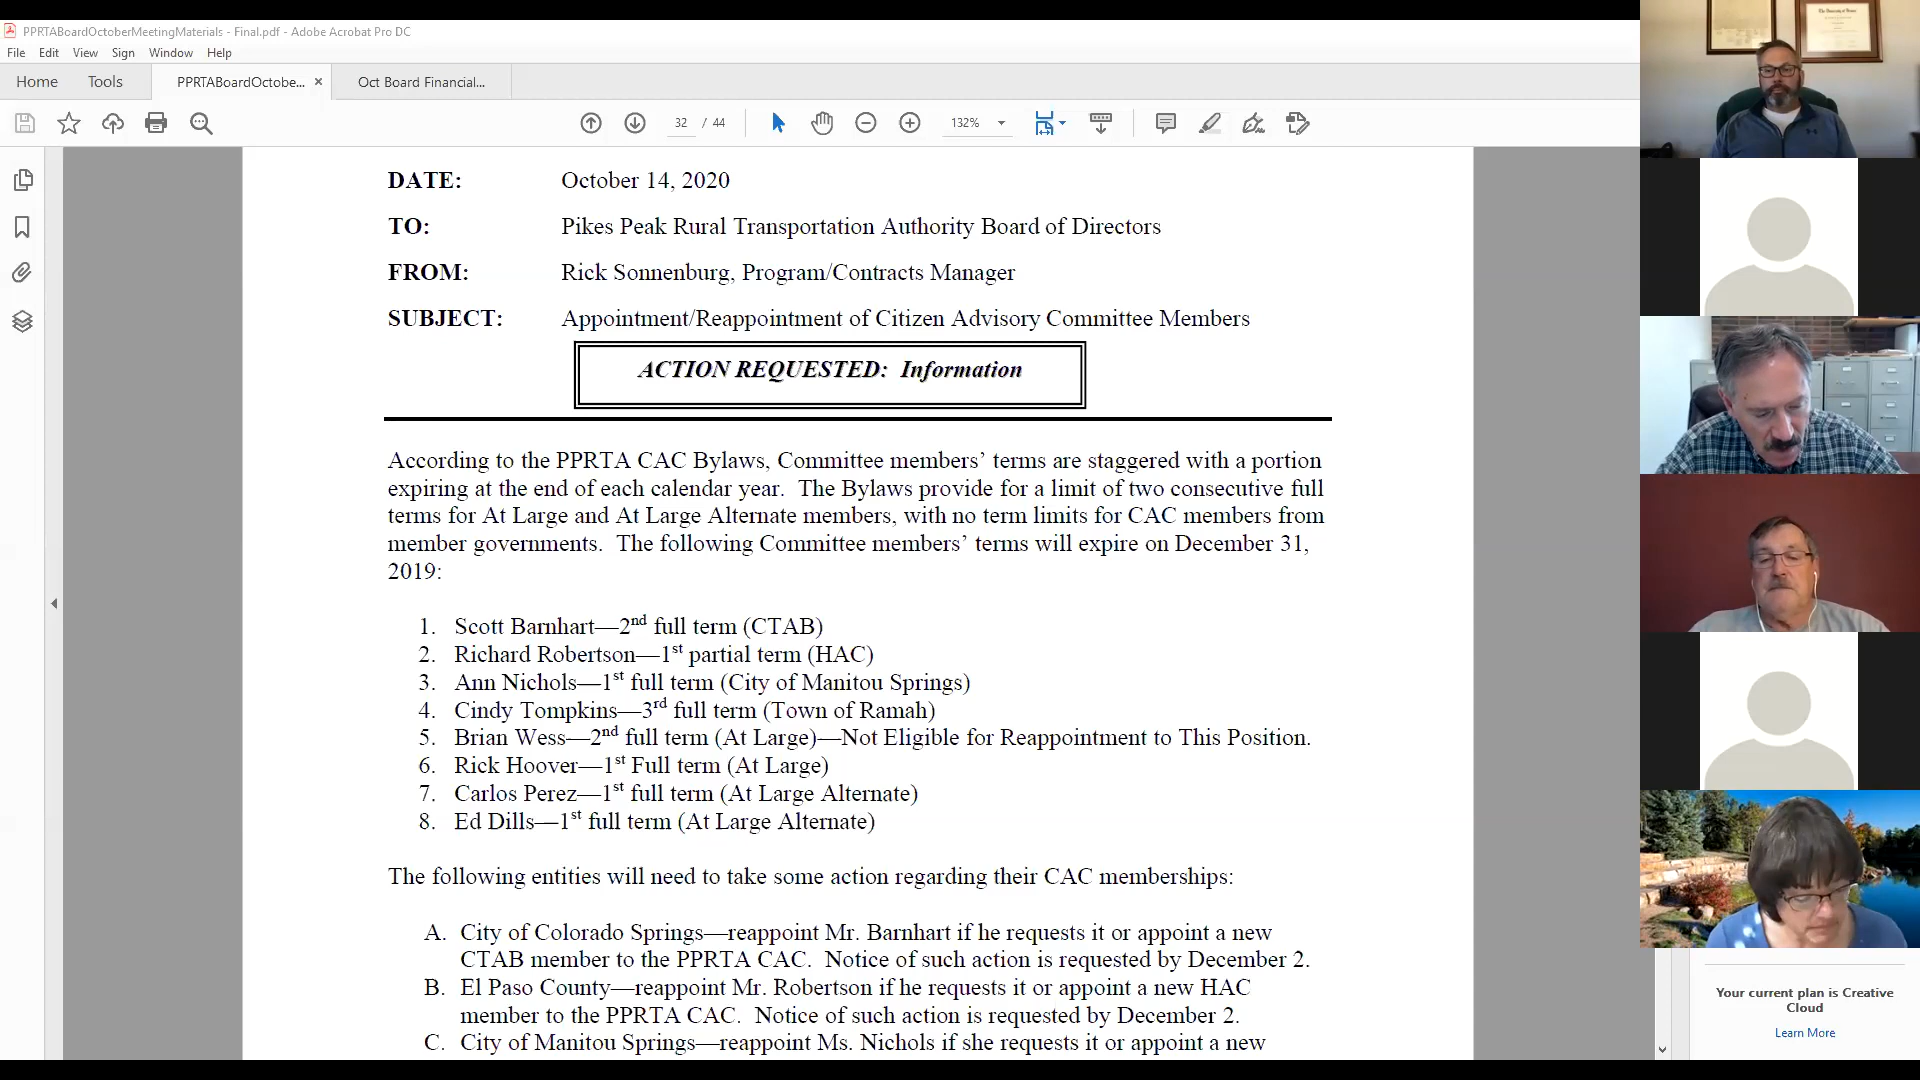 PPRTABoardOctoberMeetingMaterials - Final.pdf - Adobe Acrobat Pro DC
File Edit View Sign Window Help
Home Tools PPRTABoardOctobe... × Oct Board Financial...
32 / 44 132%
DATE: October 14, 2020
TO: Pikes Peak Rural Transportation Authority Board of Directors
FROM: Rick Sonnenburg, Program/Contracts Manager
SUBJECT: Appointment/Reappointment of Citizen Advisory Committee Members
ACTION REQUESTED: Information
According to the PPRTA CAC Bylaws, Committee members’ terms are staggered with a portion
expiring at the end of each calendar year. The Bylaws provide for a limit of two consecutive full
terms for At Large and At Large Alternate members, with no term limits for CAC members from
member governments. The following Committee members’ terms will expire on December 31,
2019:
1. Scott Barnhart—2nd full term (CTAB)
2. Richard Robertson—1st partial term (HAC)
3. Ann Nichols—1st full term (City of Manitou Springs)
4. Cindy Tompkins—3rd full term (Town of Ramah)
5. Brian Wess—2nd full term (At Large)—Not Eligible for Reappointment to This Position.
6. Rick Hoover—1st Full term (At Large)
7. Carlos Perez—1st full term (At Large Alternate)
8. Ed Dills—1st full term (At Large Alternate)
The following entities will need to take some action regarding their CAC memberships:
A. City of Colorado Springs—reappoint Mr. Barnhart if he requests it or appoint a new
CTAB member to the PPRTA CAC. Notice of such action is requested by December 2.
B. El Paso County—reappoint Mr. Robertson if he requests it or appoint a new HAC
member to the PPRTA CAC. Notice of such action is requested by December 2.
C. City of Manitou Springs—reappoint Ms. Nichols if she requests it or appoint a new
Your current plan is Creative
Cloud
Learn More